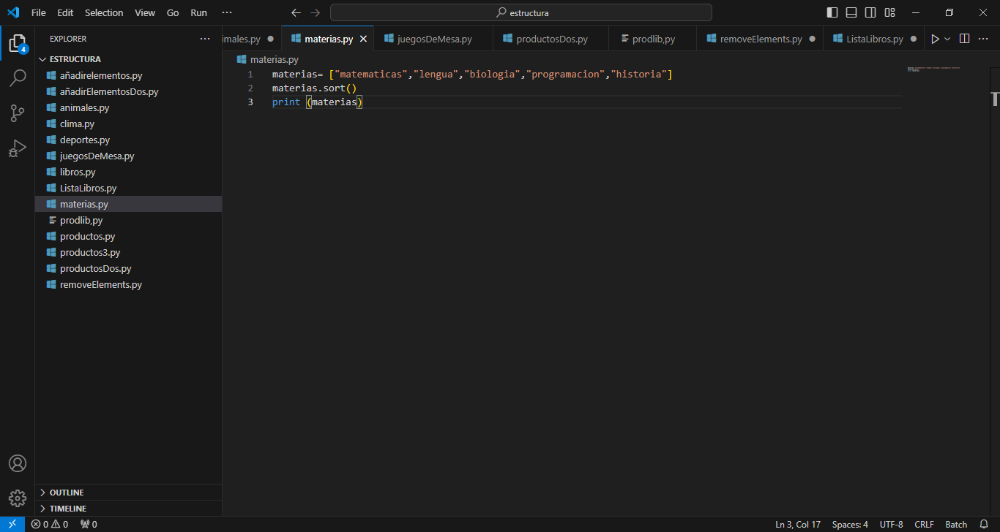 File Edit Selection View Go Run ···
estructura
EXPLORER
4
ESTRUCTURA
añadirelementos.py
añadirElementosDos.py
animales.py
clima.py
deportes.py
juegosDeMesa.py
libros.py
ListaLibros.py
materias.py
prodlib,py
productos.py
productos3.py
productosDos.py
removeElements.py
OUTLINE
TIMELINE
imales.py materias.py juegosDeMesa.py productosDos.py prodlib,py removeElements.py ListaLibros.py
materias.py
1 materias= ["matematicas","lengua","biologia","programacion","historia"]
2 materias.sort()
3 print (materias)
0 0 0
Ln 3, Col 17 Spaces: 4 UTF-8 CRLF Batch